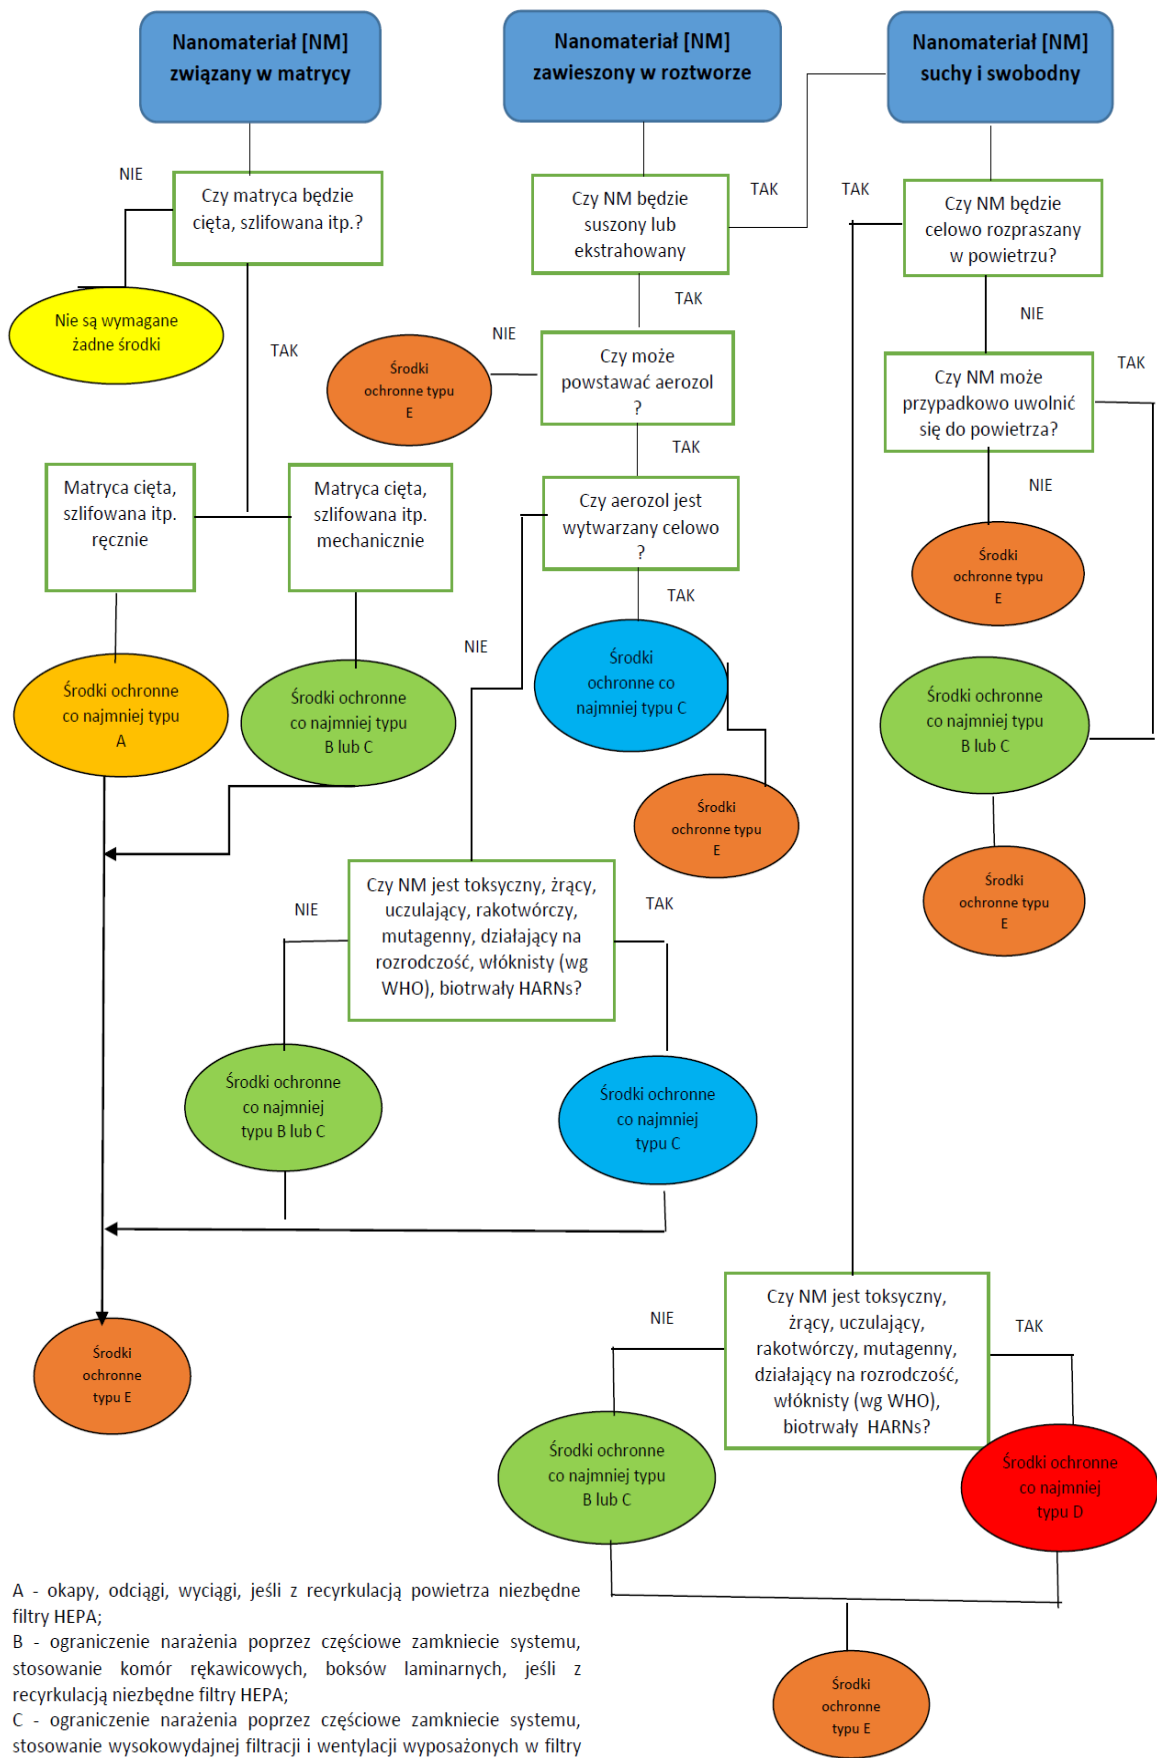 Nanomateriał [NM]
związany w matrycy
Nanomateriał [NM]
zawieszony w roztworze
Nanomateriał [NM]
suchy i swobodny
NIE
Czy matryca będzie
cięta, szlifowana itp.?
Nie są wymagane
żadne środki
TAK
Matryca cięta,
szlifowana itp.
ręcznie
Matryca cięta,
szlifowana itp.
mechanicznie
Środki ochronne
co najmniej typu
A
Środki ochronne
co najmniej typu
B lub C
Czy NM będzie
suszony lub
ekstrahowany
TAK
TAK
NIE
Środki
ochronne typu
E
Czy może
powstawać aerozol
?
TAK
Czy aerozol jest
wytwarzany celowo
?
TAK
NIE
Środki
ochronne co
najmniej typu C
Środki
ochronne typu
E
Czy NM jest toksyczny, żrący,
uczulający, rakotwórczy,
mutagenny, działający na
rozrodczość, włóknisty (wg
WHO), biotrwały HARNs?
NIE
TAK
Środki ochronne
co najmniej
typu B lub C
Środki ochronne
co najmniej
typu C
Środki
ochronne
typu E
TAK
Czy NM będzie
celowo rozpraszany
w powietrzu?
NIE
Czy NM może
przypadkowo uwolnić
się do powietrza?
TAK
NIE
Środki
ochronne typu
E
Środki ochronne
co najmniej typu
B lub C
Środki
ochronne typu
E
Czy NM jest toksyczny,
żrący, uczulający,
rakotwórczy, mutagenny,
działający na rozrodczość,
włóknisty (wg WHO),
biotrwały HARNs?
NIE
TAK
Środki ochronne
co najmniej typu
B lub C
Środki ochronne
co najmniej
typu D
Środki
ochronne
typu E
A - okapy, odciągi, wyciągi, jeśli z recyrkulacją powietrza niezbędne
filtry HEPA;
B - ograniczenie narażenia poprzez częściowe zamkniecie systemu,
stosowanie komór rękawicowych, boksów laminarnych, jeśli z
recyrkulacją niezbędne filtry HEPA;
C - ograniczenie narażenia poprzez częściowe zamkniecie systemu,
stosowanie wysokowydajnej filtracji i wentylacji wyposażonych w filtry